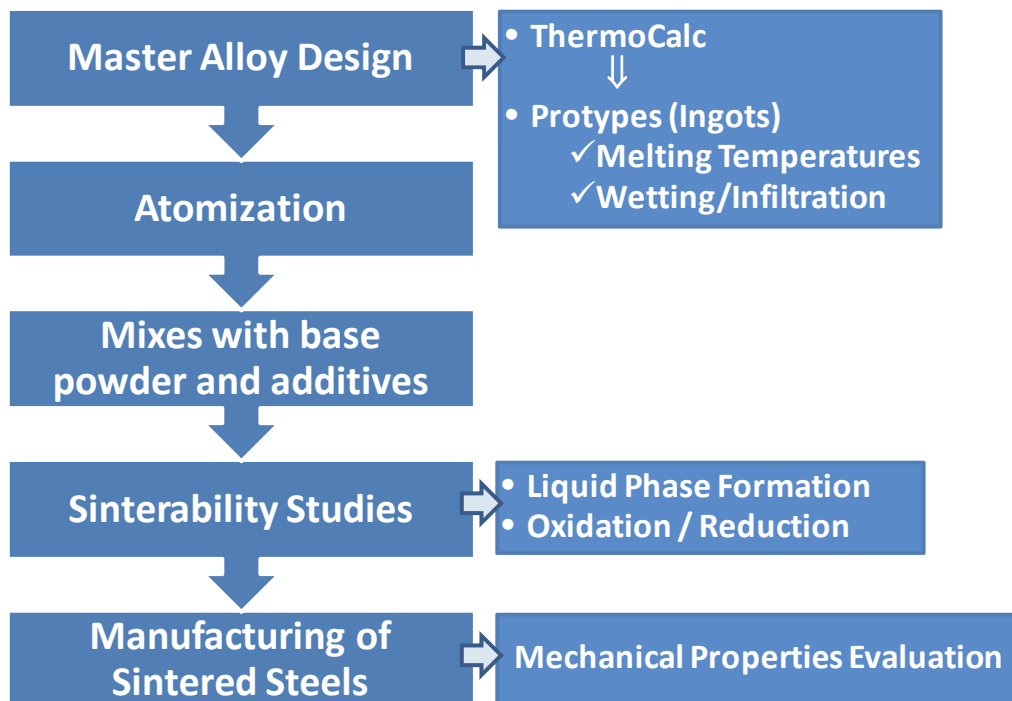 Master Alloy Design
• ThermoCalc
⇓
• Protypes (Ingots)
✓Melting Temperatures
✓Wetting/Infiltration
Atomization
Mixes with base
powder and additives
Sinterability Studies
• Liquid Phase Formation
• Oxidation / Reduction
Manufacturing of
Sintered Steels
Mechanical Properties Evaluation